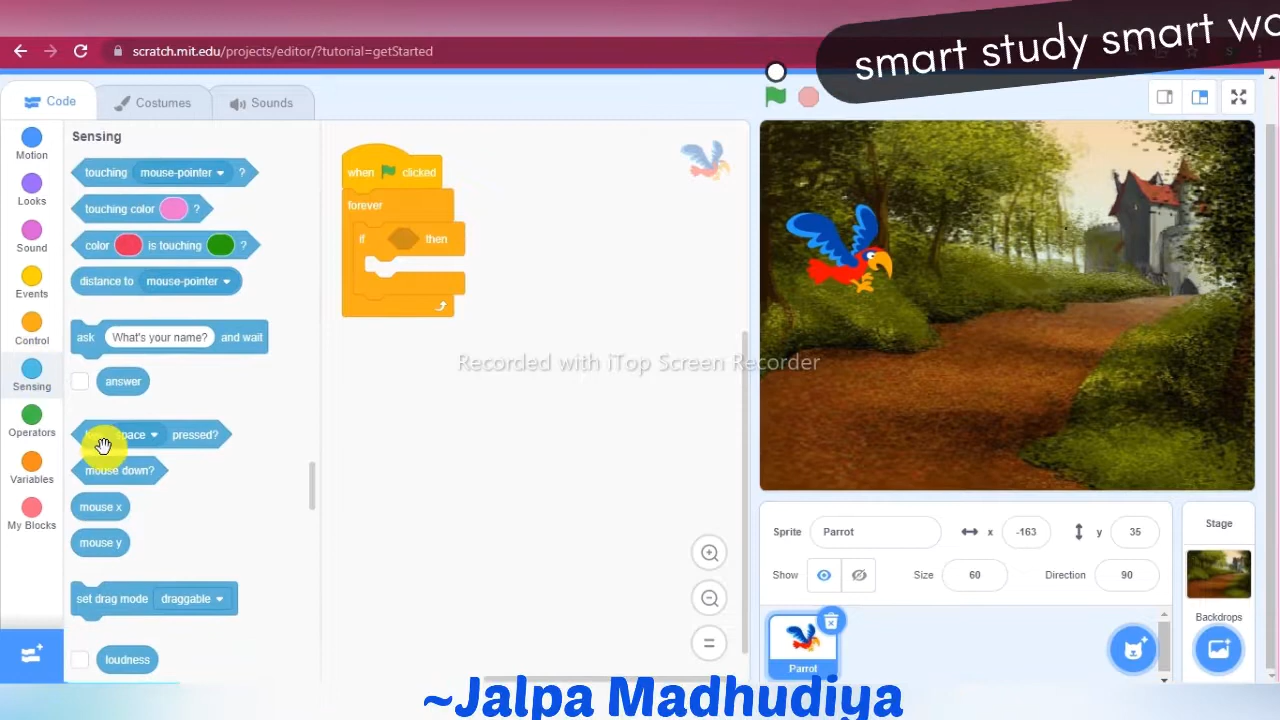 smart study smart wo
scratch.mit.edu/projects/editor/?tutorial=getStarted
Code
Costumes
Sounds
Motion
Looks
Sound
Events
Control
Sensing
Operators
Variables
My Blocks
Sensing
touching mouse-pointer ?
touching color ?
color is touching ?
distance to mouse-pointer
ask What's your name? and wait
answer
space pressed?
mouse down?
mouse x
mouse y
set drag mode draggable
loudness
when clicked
forever
if then
Recorded with iTop Screen Recorder
Sprite Parrot x -163 y 35
Show Size 60 Direction 90
Parrot
Stage
Backdrops
~Jalpa Madhudiya